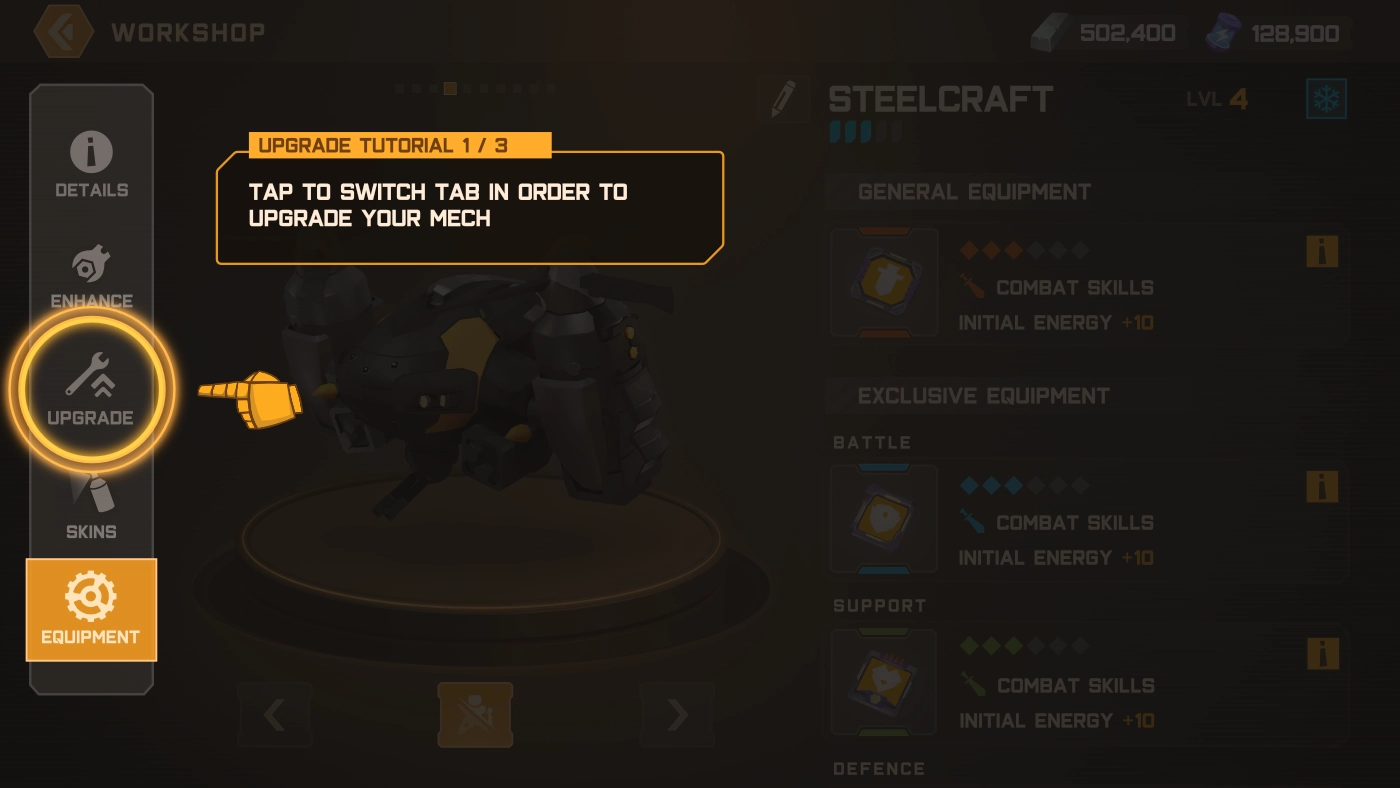 WORKSHOP
502,400
128,900
DETAILS
ENHANCE
UPGRADE
SKINS
EQUIPMENT
UPGRADE TUTORIAL 1 / 3
TAP TO SWITCH TAB IN ORDER TO
UPGRADE YOUR MECH
STEELCRAFT
LVL 4
GENERAL EQUIPMENT
COMBAT SKILLS
INITIAL ENERGY +10
EXCLUSIVE EQUIPMENT
BATTLE
COMBAT SKILLS
INITIAL ENERGY +10
SUPPORT
COMBAT SKILLS
INITIAL ENERGY +10
DEFENCE